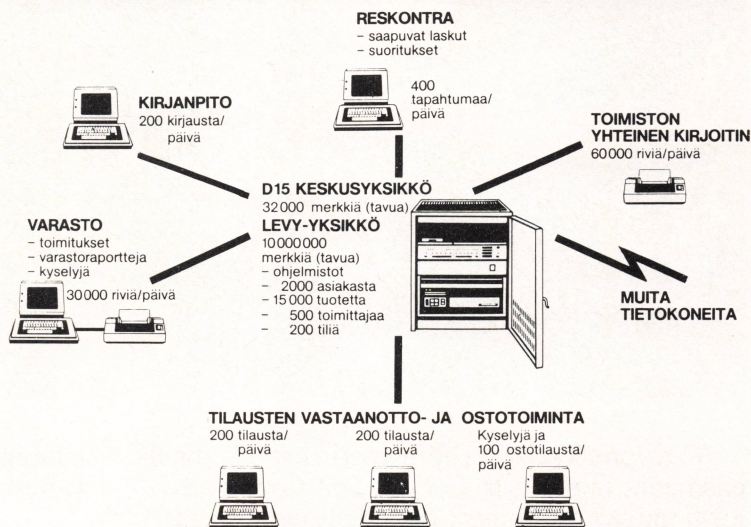 RESKONTRA
– saapuvat laskut
– suoritukset
400
tapahtumaa/
päivä
KIRJANPITO
200 kirjausta/
päivä
TOIMISTON
YHTEINEN KIRJOITIN
60000 riviä/päivä
D15 KESKUSYKSIKKÖ
32000 merkkiä (tavua)
LEVY-YKSIKKÖ
10000000
merkkiä (tavua)
– ohjelmistot
– 2000 asiakasta
– 15000 tuotetta
– 500 toimittajaa
– 200 tiliä
VARASTO
– toimitukset
– varastoraportteja
– kyselyjä
30000 riviä/päivä
MUITA
TIETOKONEITA
TILAUSTEN VASTAANOTTO- JA OSTOTOIMINTA
200 tilausta/
päivä
200 tilausta/
päivä
Kyselyjä ja
100 ostotilausta/
päivä